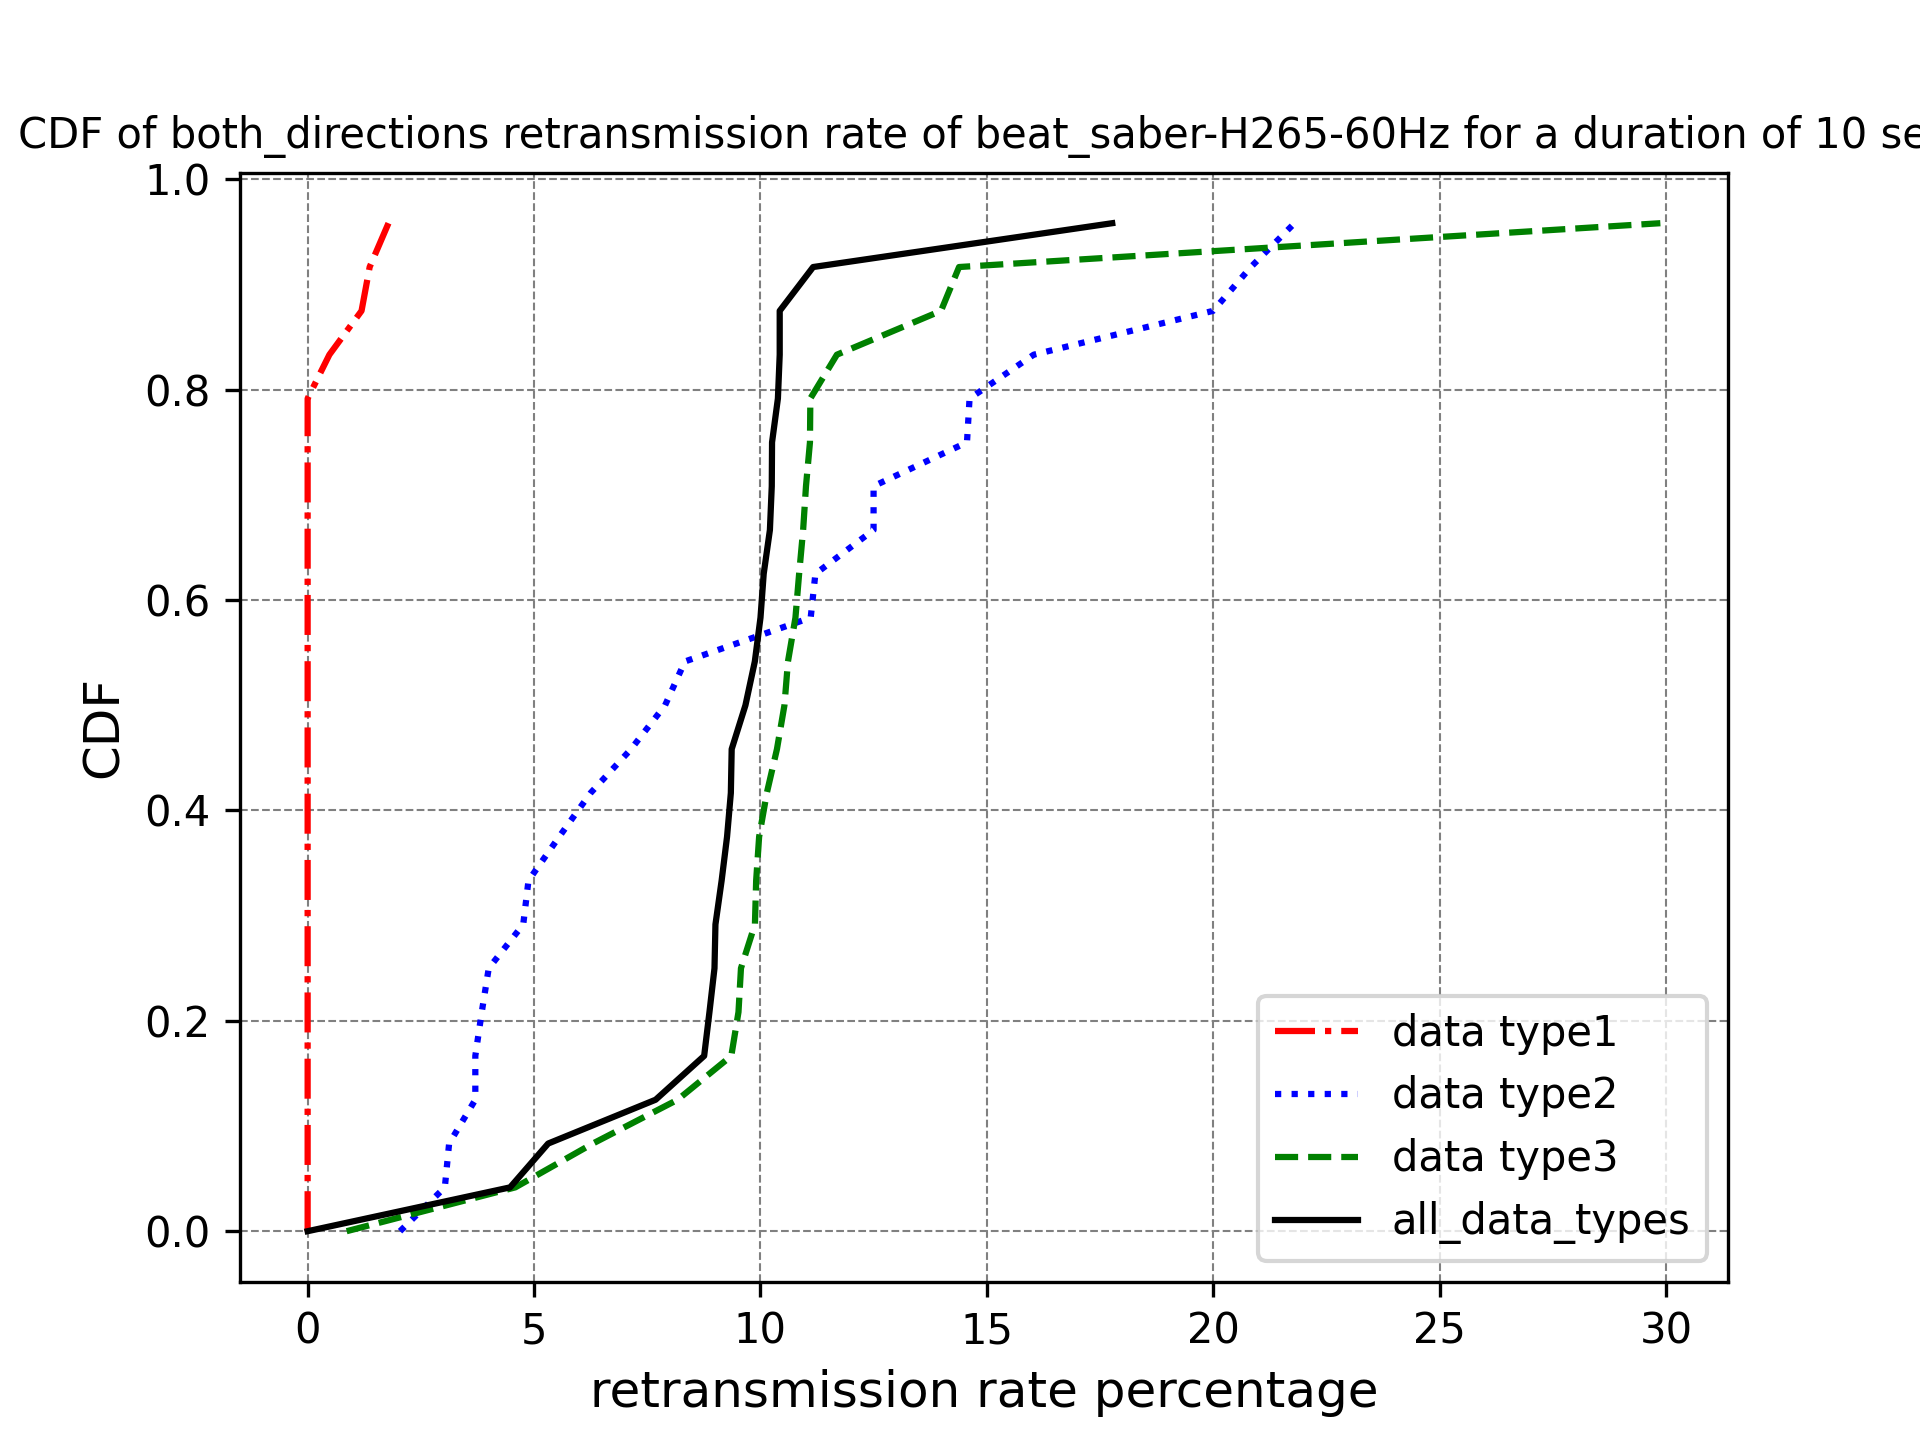 CDF of both_directions retransmission rate of beat_saber-H265-60Hz for a duration of 10 se
1.0
0.8
0.6
0.4
0.2
0.0
CDF
0 5 10 15 20 25 30
retransmission rate percentage
data type1
data type2
data type3
all_data_types